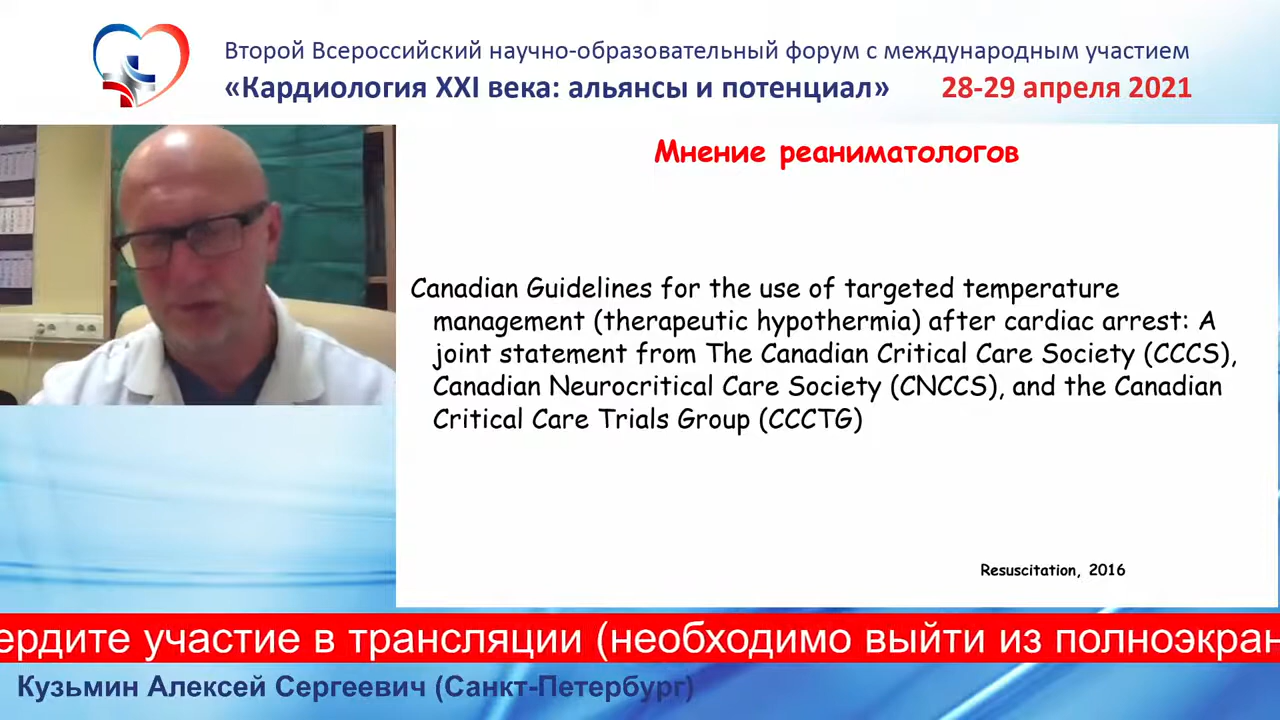 Второй Всероссийский научно-образовательный форум с международным участием
«Кардиология XXI века: альянсы и потенциал» 28-29 апреля 2021
Мнение реаниматологов
Canadian Guidelines for the use of targeted temperature
management (therapeutic hypothermia) after cardiac arrest: A
joint statement from The Canadian Critical Care Society (CCCS),
Canadian Neurocritical Care Society (CNCCS), and the Canadian
Critical Care Trials Group (CCCTG)
Resuscitation, 2016
ердите участие в трансляции (необходимо выйти из полноэкран
Кузьмин Алексей Сергеевич (Санкт-Петербург)